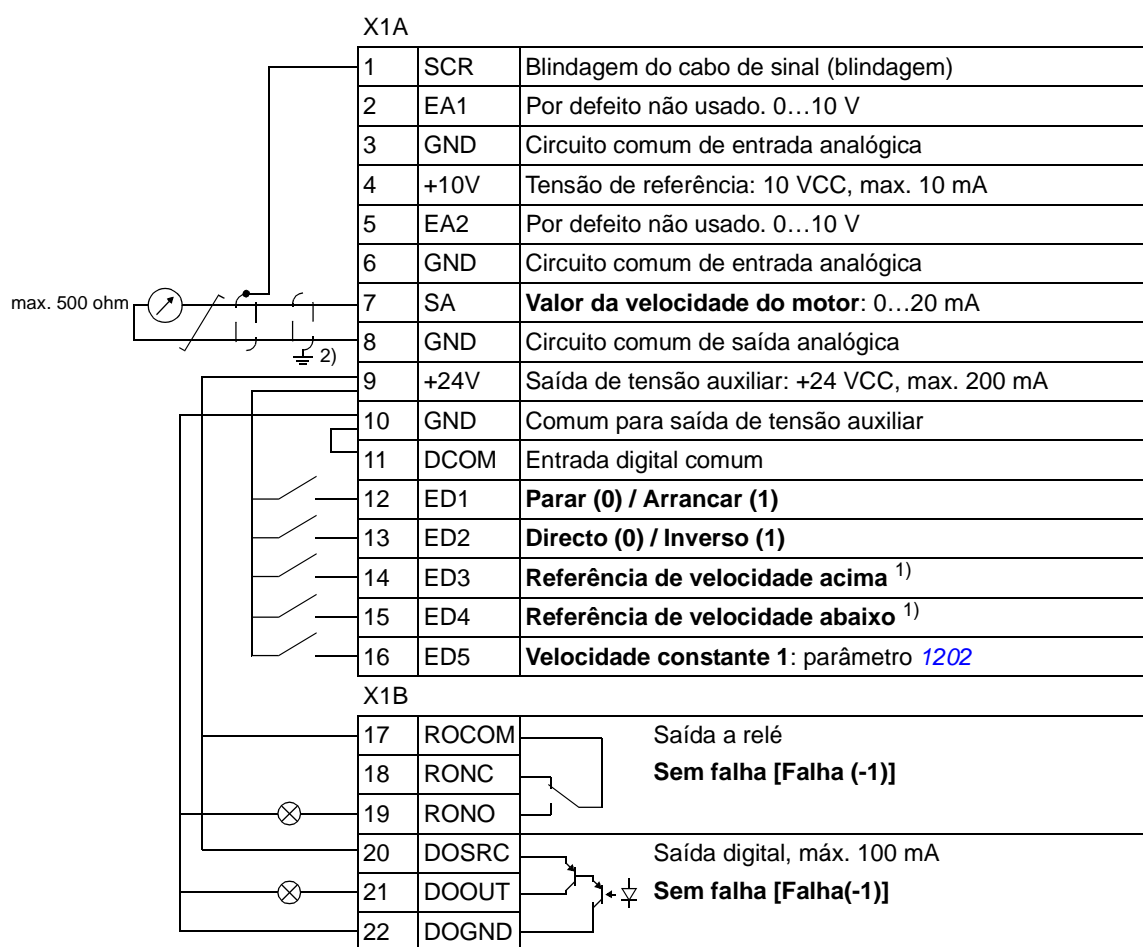 X1A
1 SCR Blindagem do cabo de sinal (blindagem)
2 EA1 Por defeito não usado. 0…10 V
3 GND Circuito comum de entrada analógica
4 +10V Tensão de referência: 10 VCC, max. 10 mA
5 EA2 Por defeito não usado. 0…10 V
6 GND Circuito comum de entrada analógica
max. 500 ohm 7 SA Valor da velocidade do motor: 0…20 mA
2) 8 GND Circuito comum de saída analógica
9 +24V Saída de tensão auxiliar: +24 VCC, max. 200 mA
10 GND Comum para saída de tensão auxiliar
11 DCOM Entrada digital comum
12 ED1 Parar (0) / Arrancar (1)
13 ED2 Directo (0) / Inverso (1)
14 ED3 Referência de velocidade acima 1)
15 ED4 Referência de velocidade abaixo 1)
16 ED5 Velocidade constante 1: parâmetro 1202
X1B
17 ROCOM Saída a relé
18 RONC Sem falha [Falha (-1)]
19 RONO
20 DOSRC Saída digital, máx. 100 mA
21 DOOUT Sem falha [Falha(-1)]
22 DOGND